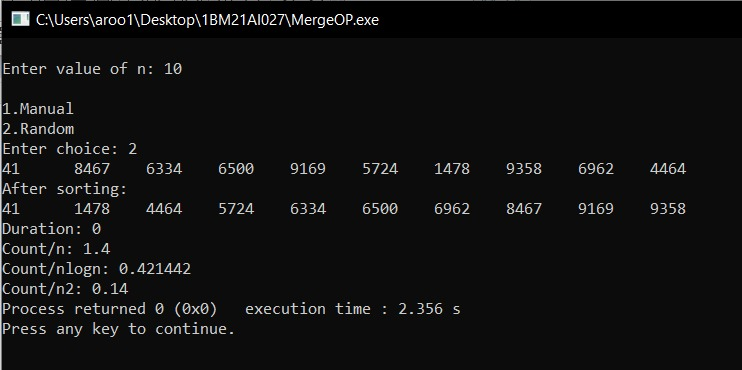 C:\Users\aroo1\Desktop\1BM21AI027\MergeOP.exe
Enter value of n: 10
1.Manual
2.Random
Enter choice: 2
41 8467 6334 6500 9169 5724 1478 9358 6962 4464
After sorting:
41 1478 4464 5724 6334 6500 6962 8467 9169 9358
Duration: 0
Count/n: 1.4
Count/nlogn: 0.421442
Count/n2: 0.14
Process returned 0 (0x0) execution time : 2.356 s
Press any key to continue.